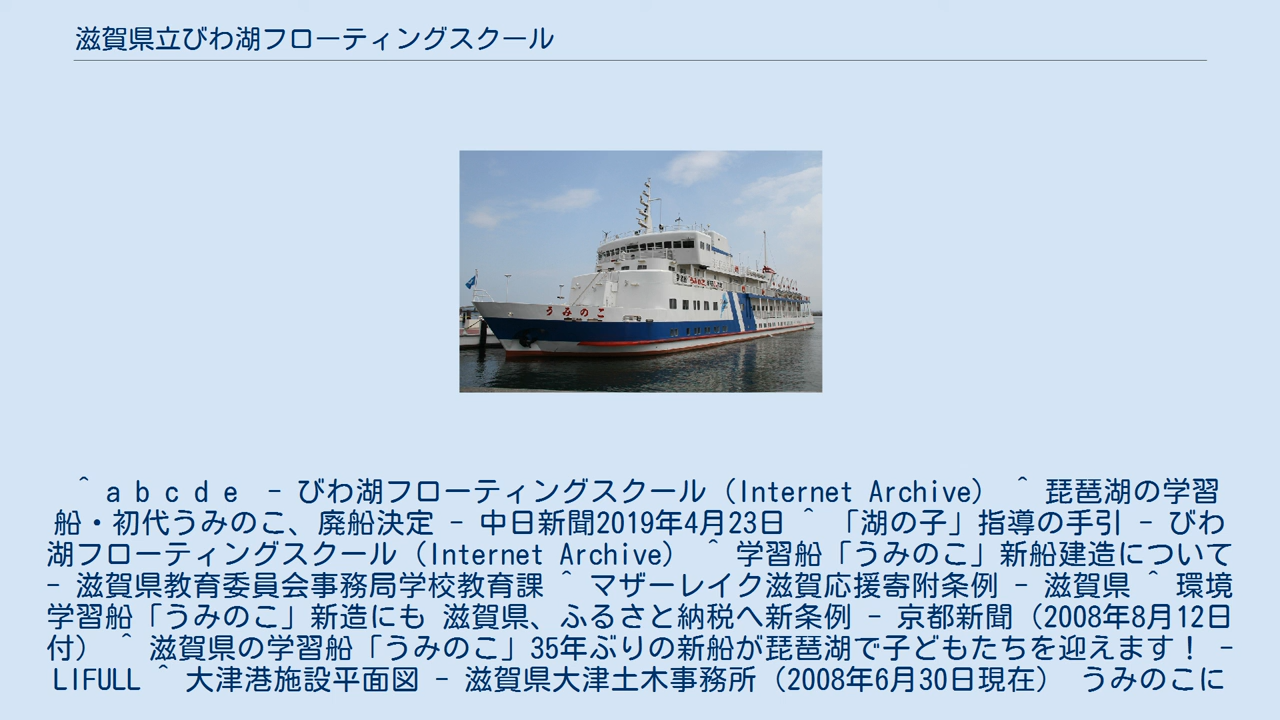 滋賀県立びわ湖フローティングスクール
うみのこ
うみのこ
^ a b c d e － びわ湖フローティングスクール（Internet Archive） ^ 琵琶湖の学習
船・初代うみのこ、廃船決定 － 中日新聞2019年4月23日 ^ 「湖の子」指導の手引 － びわ
湖フローティングスクール（Internet Archive） ^ 学習船「うみのこ」新船建造について
－ 滋賀県教育委員会事務局学校教育課 ^ マザーレイク滋賀応援寄附条例 － 滋賀県 ^ 環境
学習船「うみのこ」新造にも 滋賀県、ふるさと納税へ新条例 － 京都新聞（2008年8月12日
付） ^ 滋賀県の学習船「うみのこ」35年ぶりの新船が琵琶湖で子どもたちを迎えます！ －
LIFULL ^ 大津港施設平面図 － 滋賀県大津土木事務所（2008年6月30日現在） うみのこに